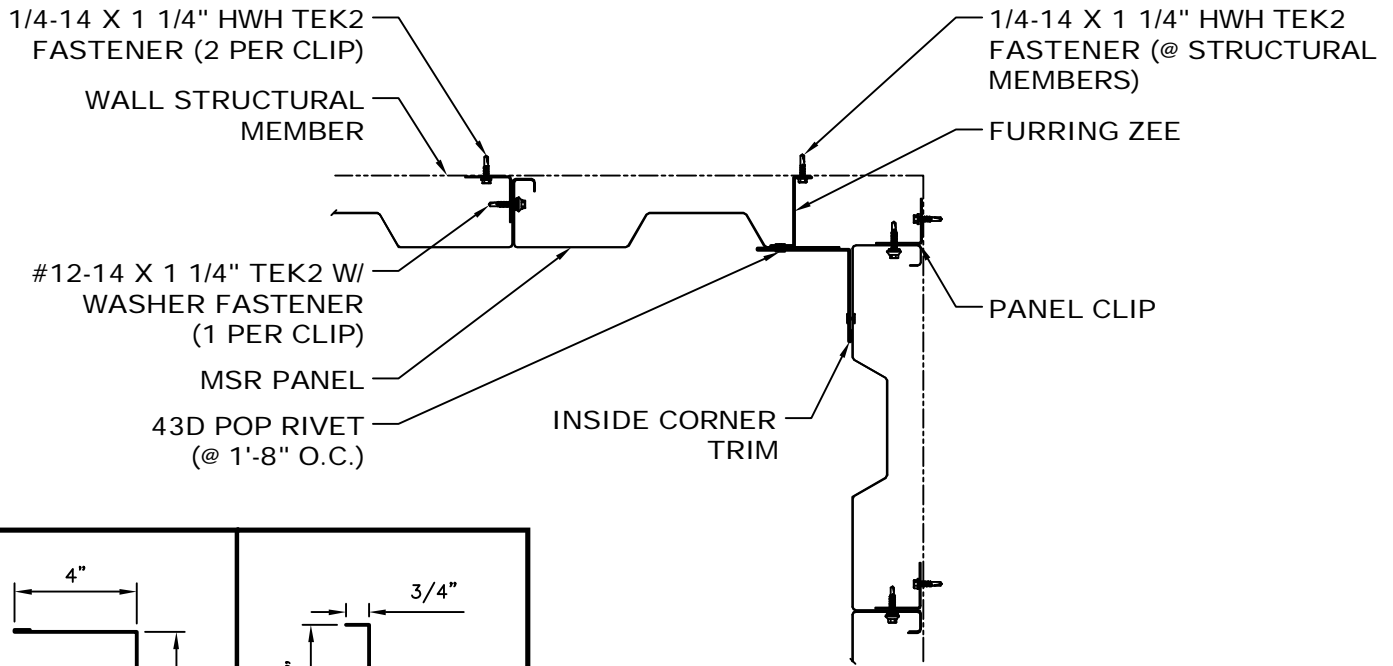 1/4-14 X 1 1/4" HWH TEK2
FASTENER (2 PER CLIP)
WALL STRUCTURAL
MEMBER
#12-14 X 1 1/4" TEK2 W/
WASHER FASTENER
(1 PER CLIP)
MSR PANEL
43D POP RIVET
(@ 1'-8" O.C.)
1/4-14 X 1 1/4" HWH TEK2
FASTENER (@ STRUCTURAL
MEMBERS)
FURRING ZEE
PANEL CLIP
INSIDE CORNER
TRIM
4"
3/4"